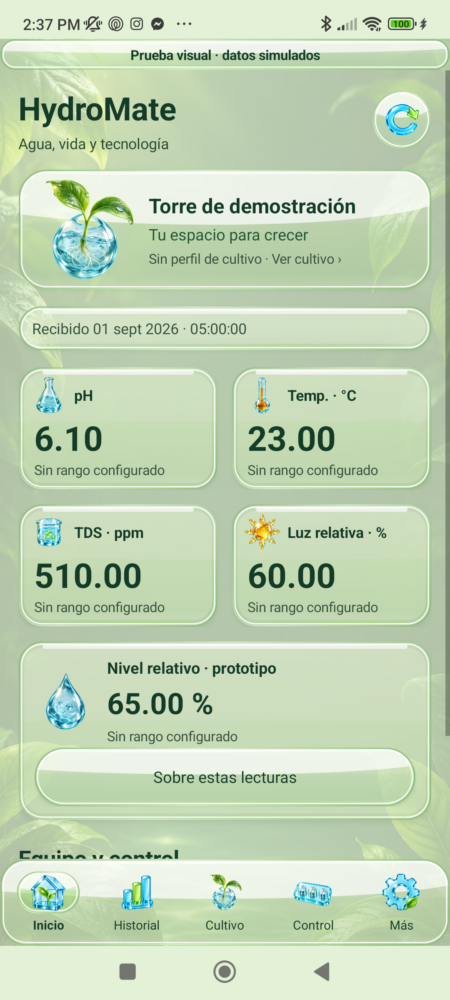 2:37 PM
100
Prueba visual · datos simulados
HydroMate
Agua, vida y tecnología
Torre de demostración
Tu espacio para crecer
Sin perfil de cultivo · Ver cultivo ›
Recibido 01 sept 2026 · 05:00:00
pH
6.10
Sin rango configurado
Temp. · °C
23.00
Sin rango configurado
TDS · ppm
510.00
Sin rango configurado
Luz relativa · %
60.00
Sin rango configurado
Nivel relativo · prototipo
65.00 %
Sin rango configurado
Sobre estas lecturas
Equipo y control
Inicio
Historial
Cultivo
Control
Más